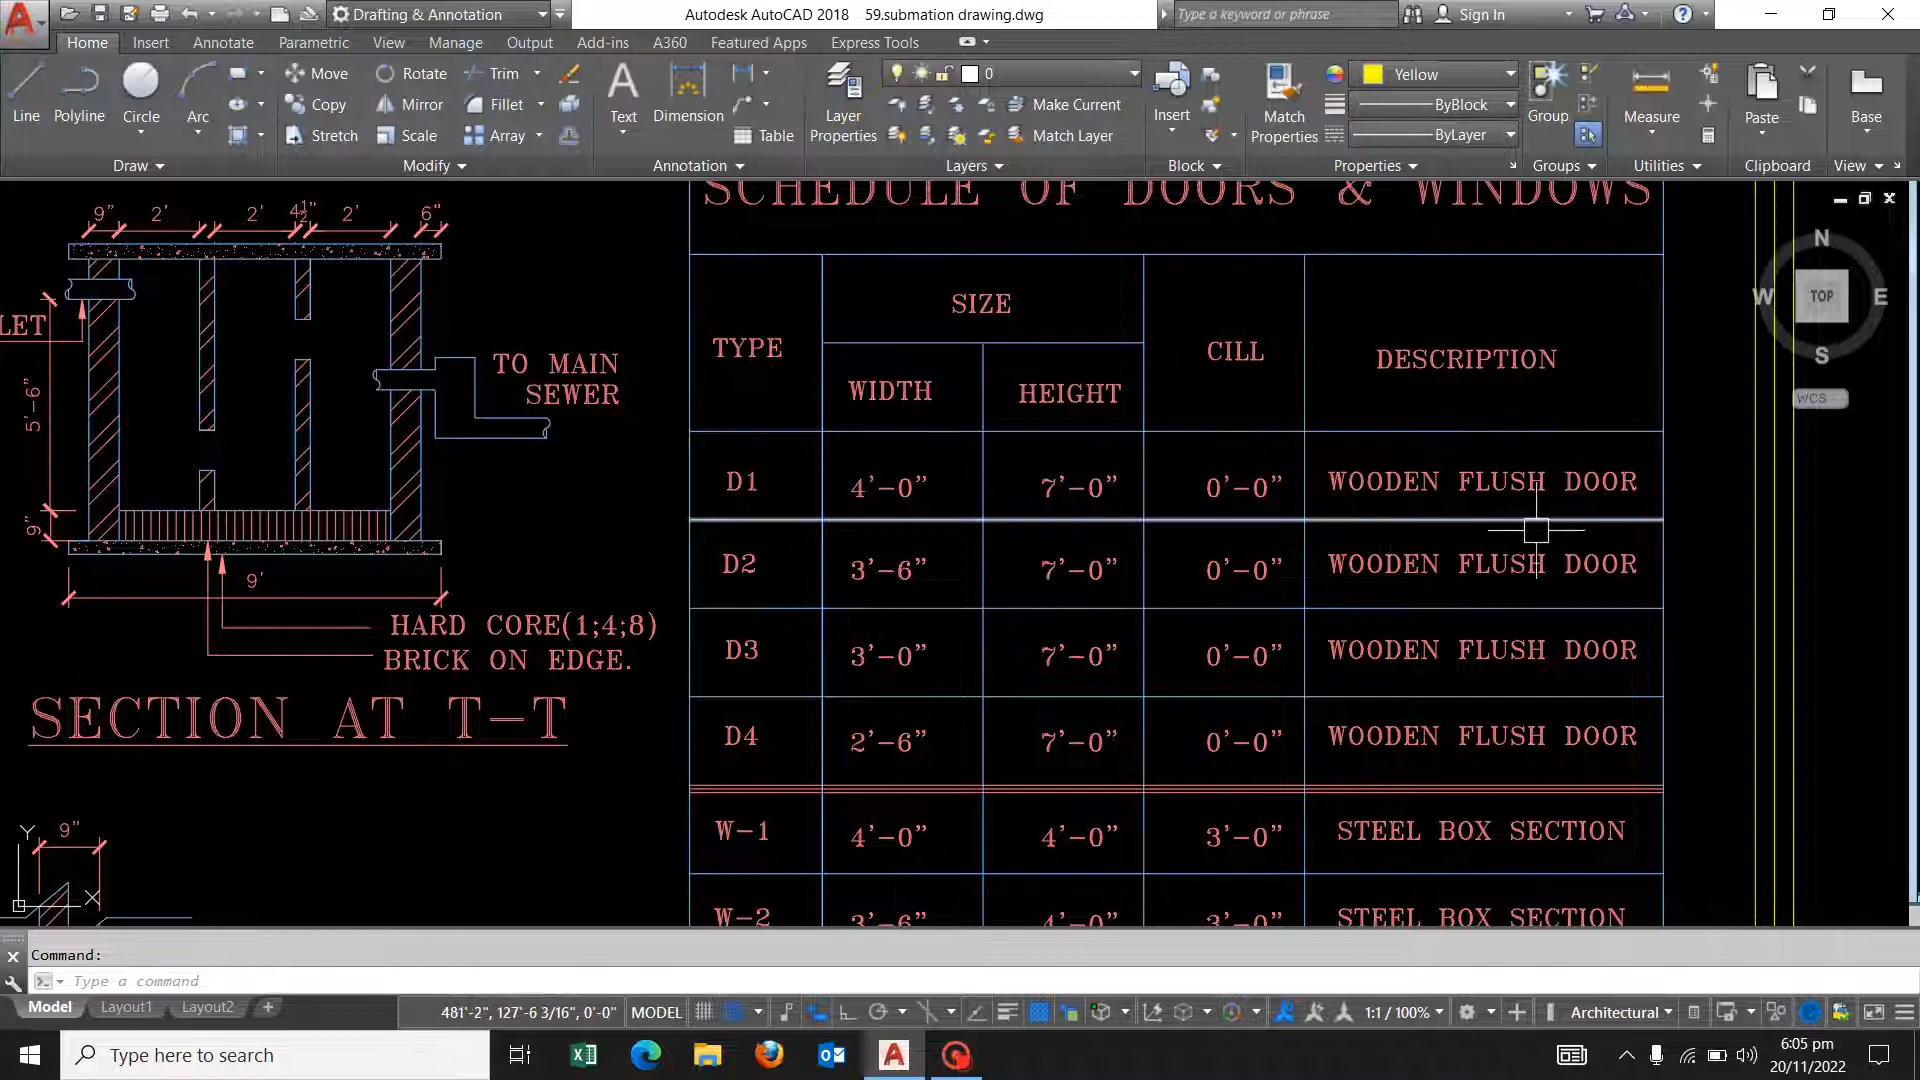 Drafting & Annotation
Autodesk AutoCAD 2018 59.submation drawing.dwg
Type a keyword or phrase
Sign In
Home Insert Annotate Parametric View Manage Output Add-ins A360 Featured Apps Express Tools
Line Polyline Circle Arc
Move Rotate Trim
Copy Mirror Fillet
Stretch Scale Array
Text Dimension Table
Layer Properties
0
Make Current
Match Layer
Insert
Match Properties
Yellow
ByBlock
ByLayer
Group
Measure
Paste
Base
Draw Modify Annotation Layers Block Properties Groups Utilities Clipboard View
SCHEDULE OF DOORS & WINDOWS
TYPE SIZE CILL DESCRIPTION
WIDTH HEIGHT
D1 4'-0" 7'-0" 0'-0" WOODEN FLUSH DOOR
D2 3'-6" 7'-0" 0'-0" WOODEN FLUSH DOOR
D3 3'-0" 7'-0" 0'-0" WOODEN FLUSH DOOR
D4 2'-6" 7'-0" 0'-0" WOODEN FLUSH DOOR
W-1 4'-0" 4'-0" 3'-0" STEEL BOX SECTION
W-2 3'-6" 4'-0" 3'-0" STEEL BOX SECTION
9" 2' 2' 4½" 2' 6"
LET
5'-6"
9"
TO MAIN
SEWER
9'
HARD CORE(1;4;8)
BRICK ON EDGE.
SECTION AT T-T
9"
Y
X
N
W TOP E
S
WCS
Command:
Type a command
Model Layout1 Layout2 +
481'-2", 127'-6 3/16", 0'-0" MODEL
1:1 / 100%
Architectural
Type here to search
6:05 pm
20/11/2022